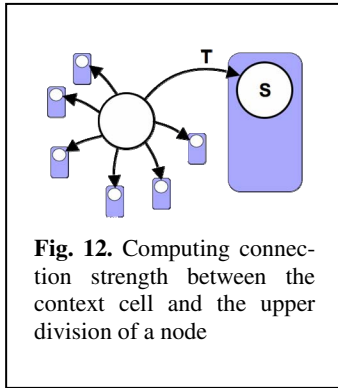 T
S
Fig. 12. Computing connec-
tion strength between the
context cell and the upper
division of a node